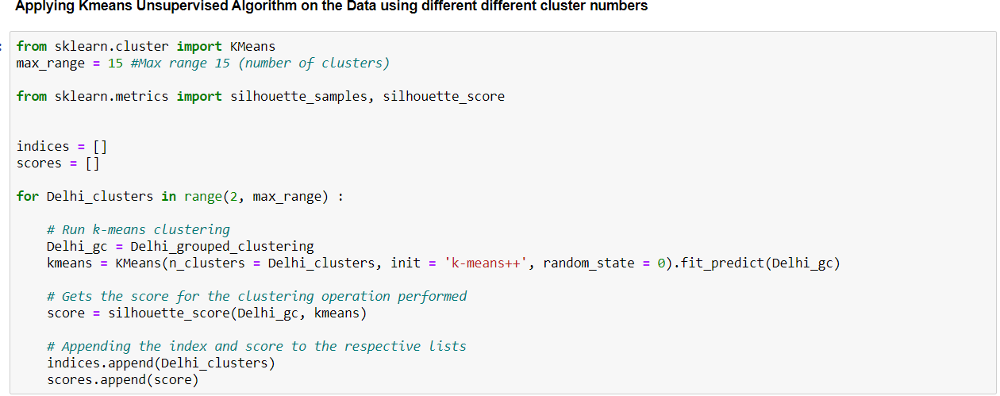 Applying Kmeans Unsupervised Algorithm on the Data using different different cluster numbers
from sklearn.cluster import KMeans
max_range = 15 #Max range 15 (number of clusters)
from sklearn.metrics import silhouette_samples, silhouette_score
indices = []
scores = []
for Delhi_clusters in range(2, max_range) :
# Run k-means clustering
Delhi_gc = Delhi_grouped_clustering
kmeans = KMeans(n_clusters = Delhi_clusters, init = 'k-means++', random_state = 0).fit_predict(Delhi_gc)
# Gets the score for the clustering operation performed
score = silhouette_score(Delhi_gc, kmeans)
# Appending the index and score to the respective lists
indices.append(Delhi_clusters)
scores.append(score)